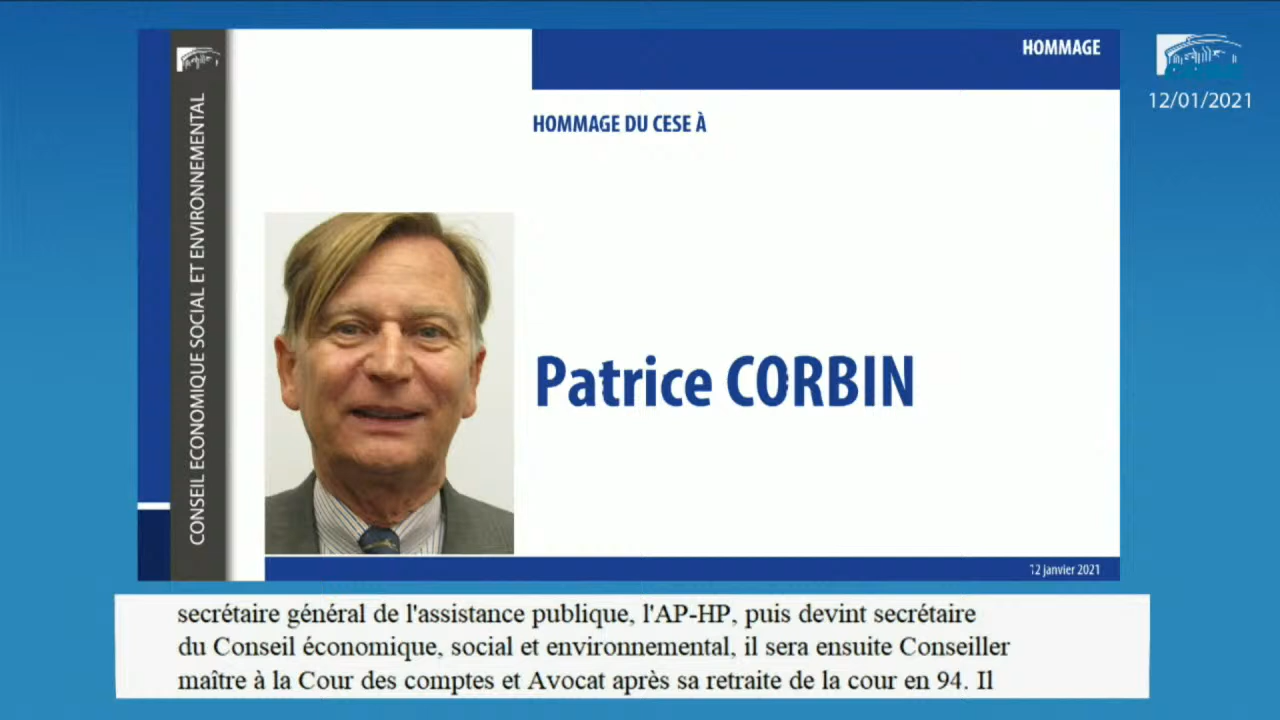 HOMMAGE
12/01/2021
HOMMAGE DU CESE À
CONSEIL ECONOMIQUE SOCIAL ET ENVIRONNEMENTAL
Patrice CORBIN
12 janvier 2021
secrétaire général de l'assistance publique, l'AP-HP, puis devint secrétaire
du Conseil économique, social et environnemental, il sera ensuite Conseiller
maître à la Cour des comptes et Avocat après sa retraite de la cour en 94. Il